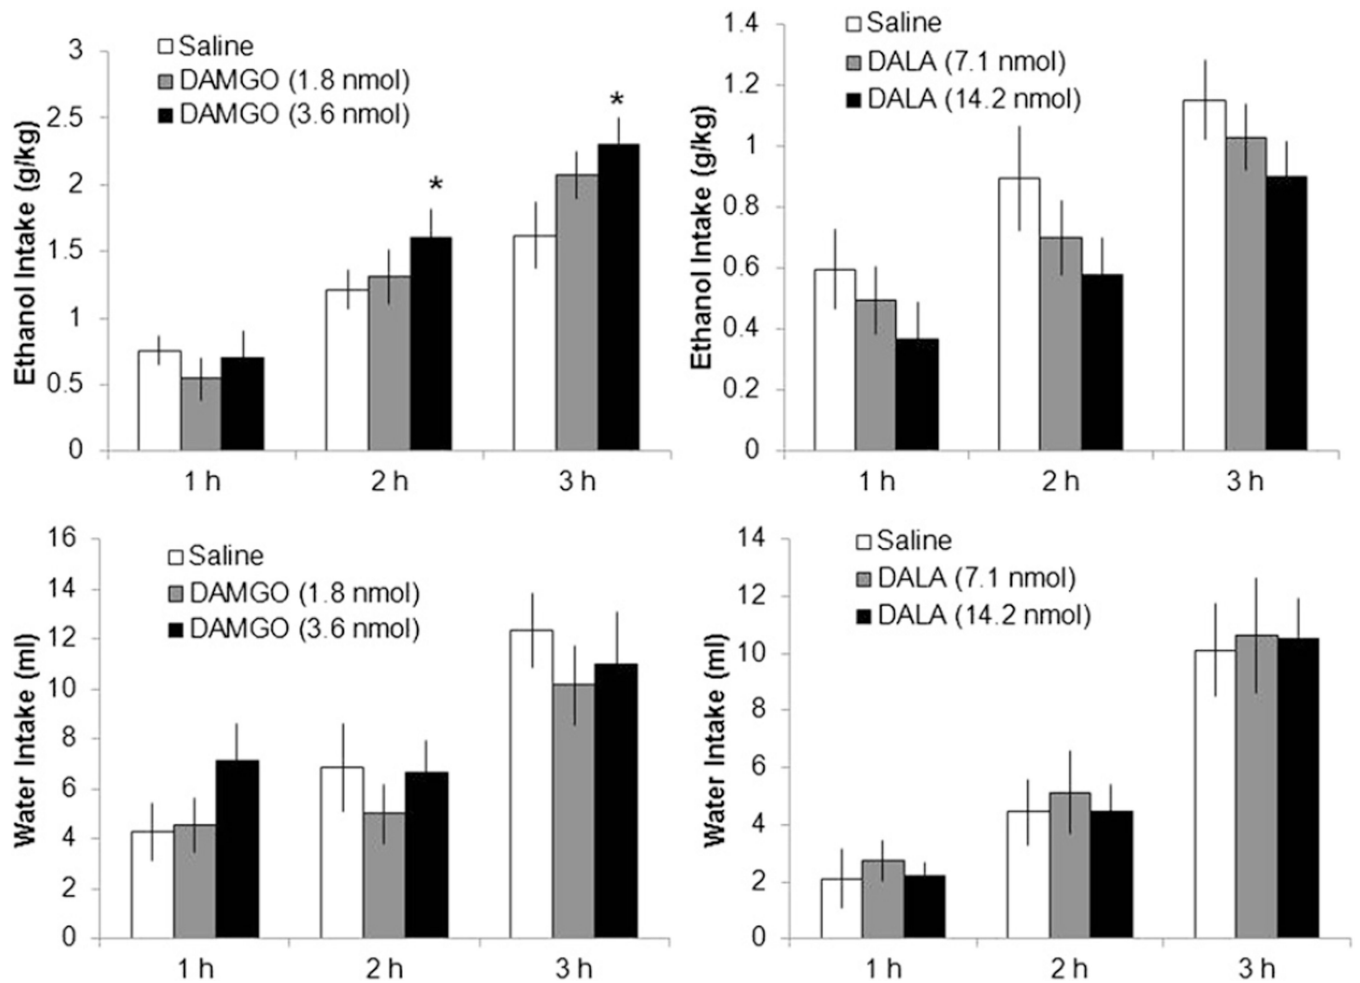 Saline
DAMGO (1.8 nmol)
DAMGO (3.6 nmol)
Ethanol Intake (g/kg)
3
2.5
2
1.5
1
0.5
0
*
*
1 h
2 h
3 h
Saline
DALA (7.1 nmol)
DALA (14.2 nmol)
Ethanol Intake (g/kg)
1.4
1.2
1
0.8
0.6
0.4
0.2
0
1 h
2 h
3 h
Saline
DAMGO (1.8 nmol)
DAMGO (3.6 nmol)
Water Intake (ml)
16
14
12
10
8
6
4
2
0
1 h
2 h
3 h
Saline
DALA (7.1 nmol)
DALA (14.2 nmol)
Water Intake (ml)
14
12
10
8
6
4
2
0
1 h
2 h
3 h